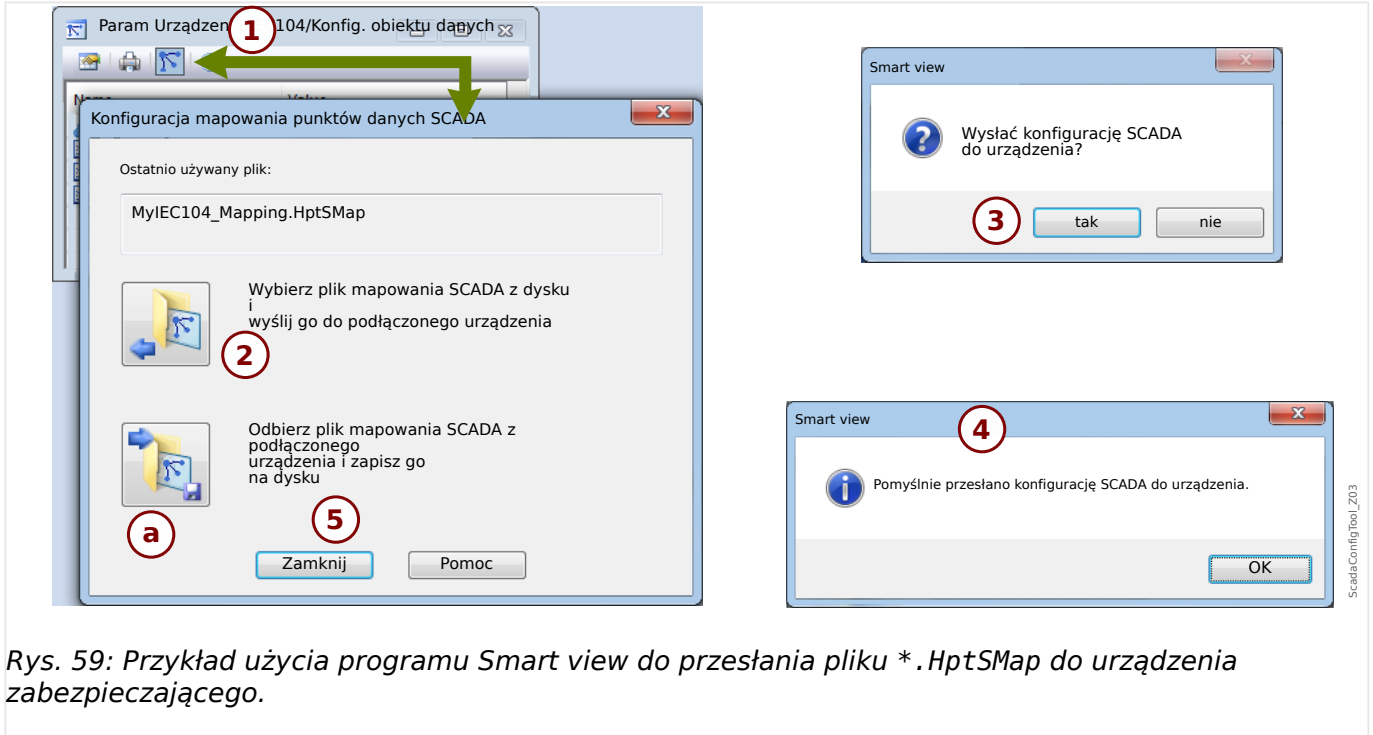 Param Urządzen 104/Konfig. obiektu danych
1
Konfiguracja mapowania punktów danych SCADA
Ostatnio używany plik:
MyIEC104_Mapping.HptSMap
Wybierz plik mapowania SCADA z dysku
i
wyślij go do podłączonego urządzenia
2
Odbierz plik mapowania SCADA z
podłączonego
urządzenia i zapisz go
na dysku
a
5
Zamknij
Pomoc
Smart view
Wysłać konfigurację SCADA
do urządzenia?
3
tak
nie
Smart view
4
Pomyślnie przesłano konfigurację SCADA do urządzenia.
OK
ScadaConfigTool_Z03
Rys. 59: Przykład użycia programu Smart view do przesłania pliku *.HptSMap do urządzenia
zabezpieczającego.